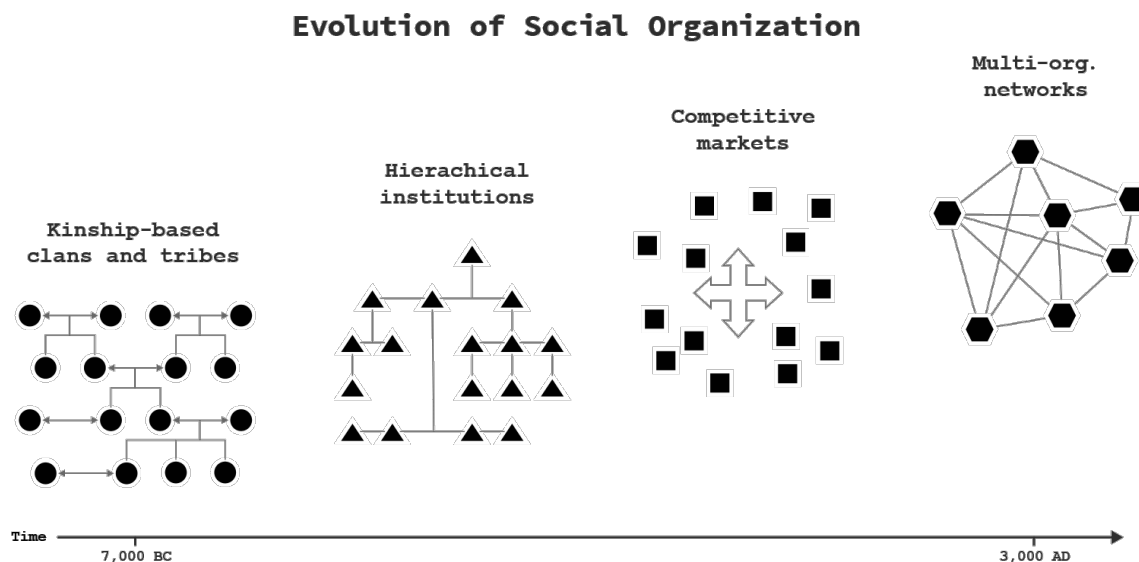 Evolution of Social Organization
Multi-org.
networks
Competitive
markets
Hierachical
institutions
Kinship-based
clans and tribes
Time
7,000 BC
3,000 AD